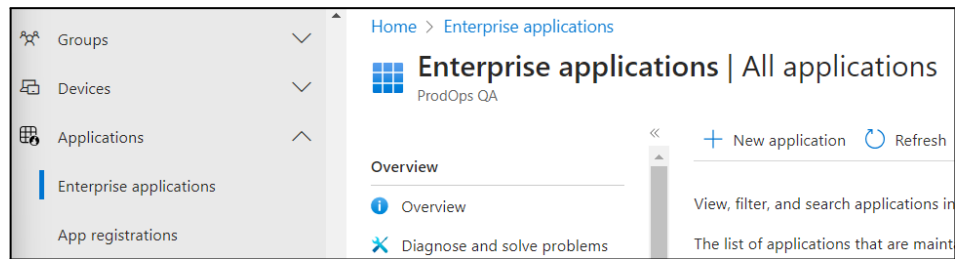 Groups
Devices
Applications
Enterprise applications
App registrations
Home > Enterprise applications
Enterprise applications | All applications
ProdOps QA
«
Overview
Overview
Diagnose and solve problems
+ New application Refresh
View, filter, and search applications in
The list of applications that are